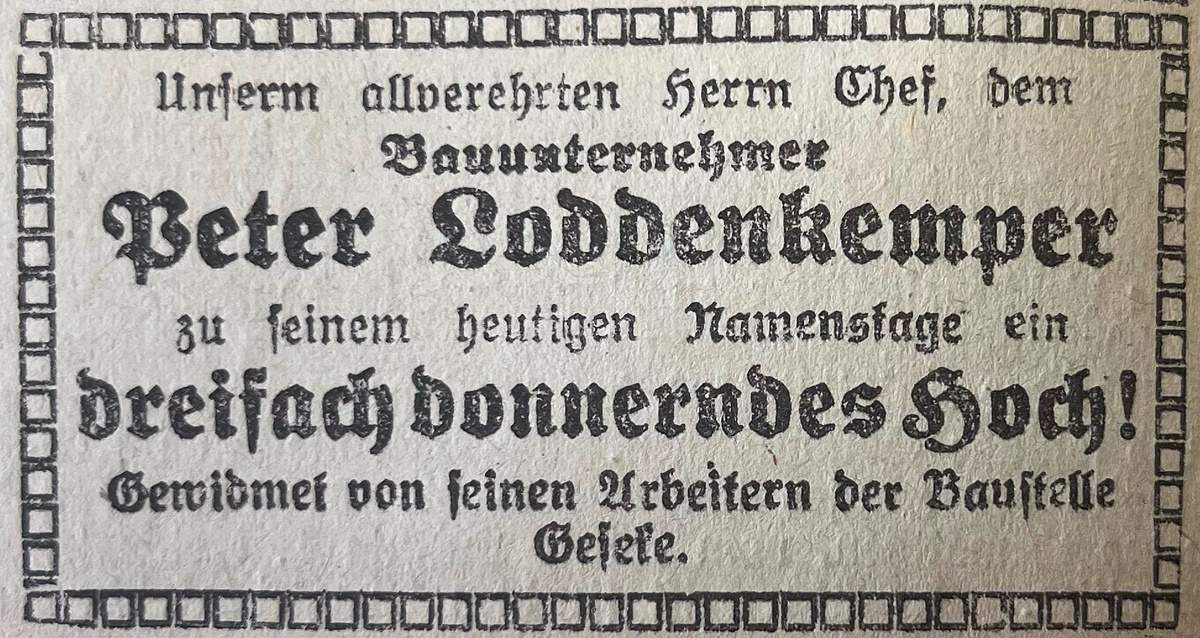 Unserm allverehrten Herrn Chef, dem
Bauunternehmer
Peter Loddenkemper
zu seinem heutigen Namenstage ein
dreifach donnerndes Hoch!
Gewidmet von seinen Arbeitern der Baustelle
Geseke.